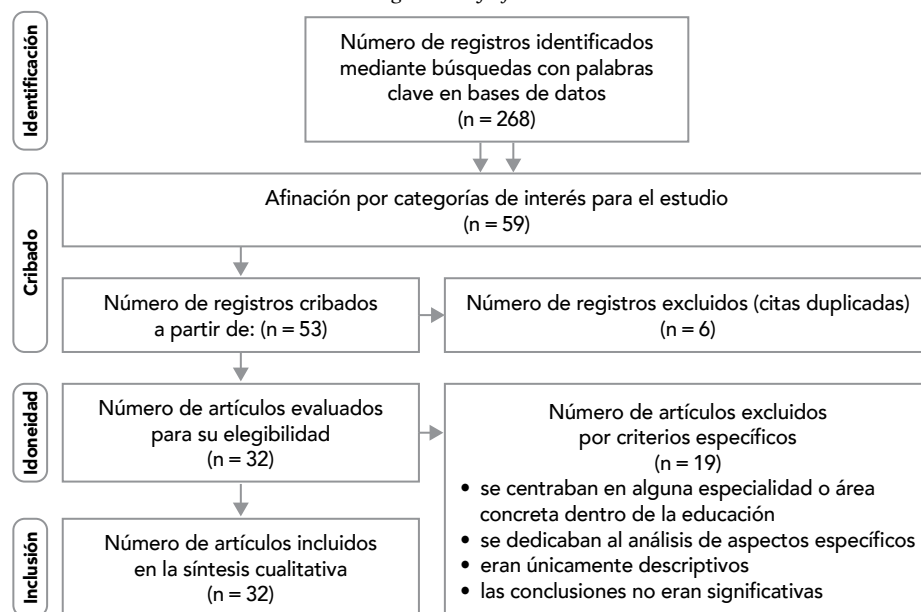 Identificación
Número de registros identificados
mediante búsquedas con palabras
clave en bases de datos
(n = 268)
Cribado
Afinación por categorías de interés para el estudio
(n = 59)
Número de registros cribados
a partir de: (n = 53)
Número de registros excluidos (citas duplicadas)
(n = 6)
Idoneidad
Número de artículos evaluados
para su elegibilidad
(n = 32)
Número de artículos excluidos
por criterios específicos
(n = 19)
• se centraban en alguna especialidad o área
concreta dentro de la educación
• se dedicaban al análisis de aspectos específicos
• eran únicamente descriptivos
• las conclusiones no eran significativas
Inclusión
Número de artículos incluidos
en la síntesis cualitativa
(n = 32)